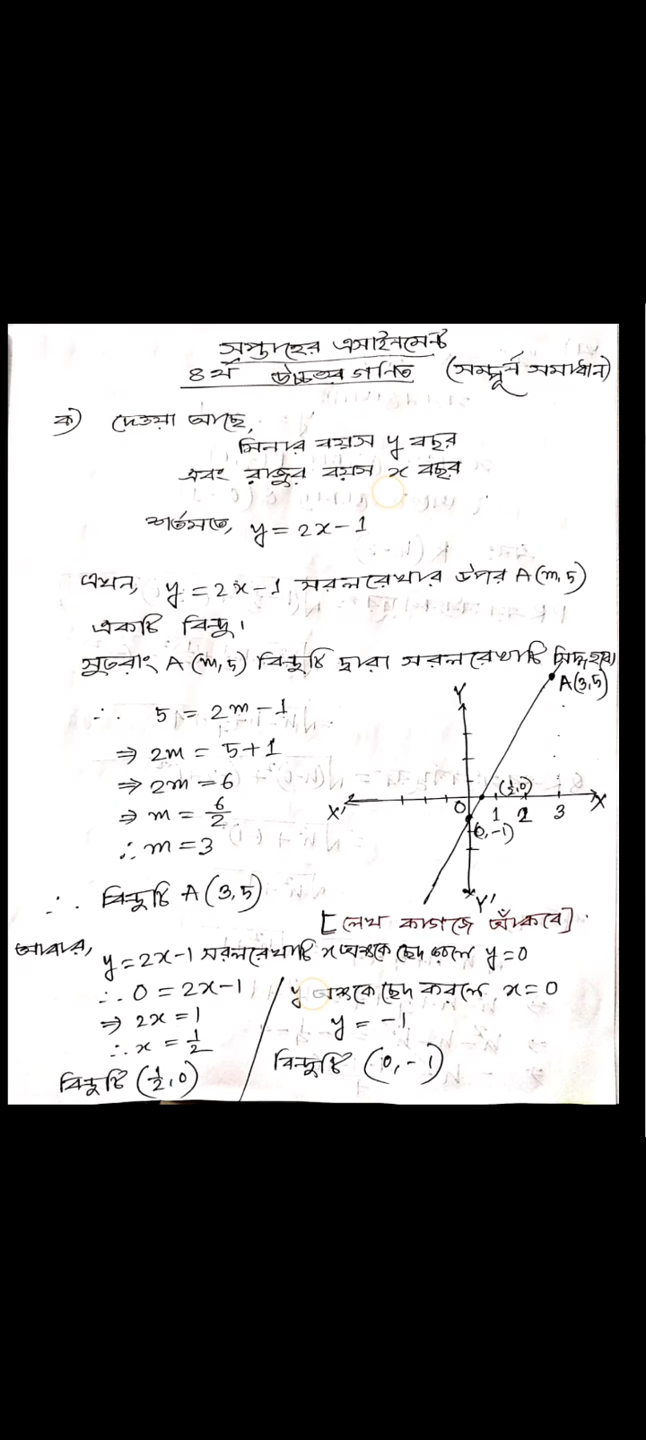 সপ্তাহের এসাইনমেন্ট
৪র্থ উচ্চতর গনিত (সম্পূর্ন সমাধান)
ক) দেওয়া আছে,
মিনার বয়স y বছর
এবং রাজুর বয়স x বছর
শর্তমতে, y = 2x - 1
এখন, y = 2x - 1 সরলরেখার উপর A(m,5)
একটি বিন্দু।
সুতরাং A(m,5) বিন্দুটি দ্বারা সরলরেখাটি সিদ্ধ হয়।
∴ 5 = 2m - 1
⇒ 2m = 5+1
⇒ 2m = 6
⇒ m = 6/2
∴ m = 3
∴ বিন্দুটি A(3,5)
Y
A(3,5)
(½,0)
X' O 1 2 3 X
(0,-1)
Y'
[লেখ কাগজে আঁকবে]
আবার, y = 2x-1 সরলরেখাটি x অক্ষকে ছেদ করলে y=0
∴ 0 = 2x-1
⇒ 2x = 1
∴ x = ½
বিন্দুটি (½,0)
y অক্ষকে ছেদ করলে x=0
y = -1
বিন্দুটি (0,-1)